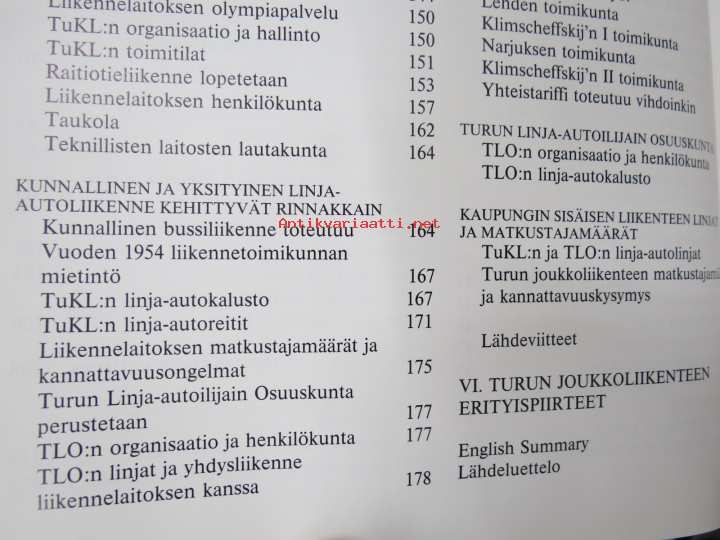 Liikennelaitoksen olympiapalvelu
TuKL:n organisaatio ja hallinto 150
TuKL:n toimitilat 150
Raitiotieliikenne lopetetaan 151
Liikennelaitoksen henkilökunta 153
Taukola 157
Teknillisten laitosten lautakunta 162
164
KUNNALLINEN JA YKSITYINEN LINJA-
AUTOLIIKENNE KEHITTYVÄT RINNAKKAIN
Kunnallinen bussiliikenne toteutuu 164
Vuoden 1954 liikennetoimikunnan
mietintö 167
TuKL:n linja-autokalusto 167
TuKL:n linja-autoreitit 171
Liikennelaitoksen matkustajamäärät ja
kannattavuusongelmat 175
Turun Linja-autoilijain Osuuskunta
perustetaan 177
TLO:n organisaatio ja henkilökunta 177
TLO:n linjat ja yhdysliikenne
liikennelaitoksen kanssa 178
Lehden toimikunta
Klimscheffskij'n I toimikunta
Narjuksen toimikunta
Klimscheffskij'n II toimikunta
Yhteistariffi toteutuu vihdoinkin
TURUN LINJA-AUTOILIJAIN OSUUSKUNTA
TLO:n organisaatio ja henkilökunta
TLO:n linja-autokalusto
KAUPUNGIN SISÄISEN LIIKENTEEN LINJAT
JA MATKUSTAJAMÄÄRÄT
TuKL:n ja TLO:n linja-autolinjat
Turun joukkoliikenteen matkustajamä
ja kannattavuuskysymys
Lähdeviitteet
VI. TURUN JOUKKOLIIKENTEEN
ERITYISPIIRTEET
English Summary
Lähdeluettelo
Antikvariaatti.net